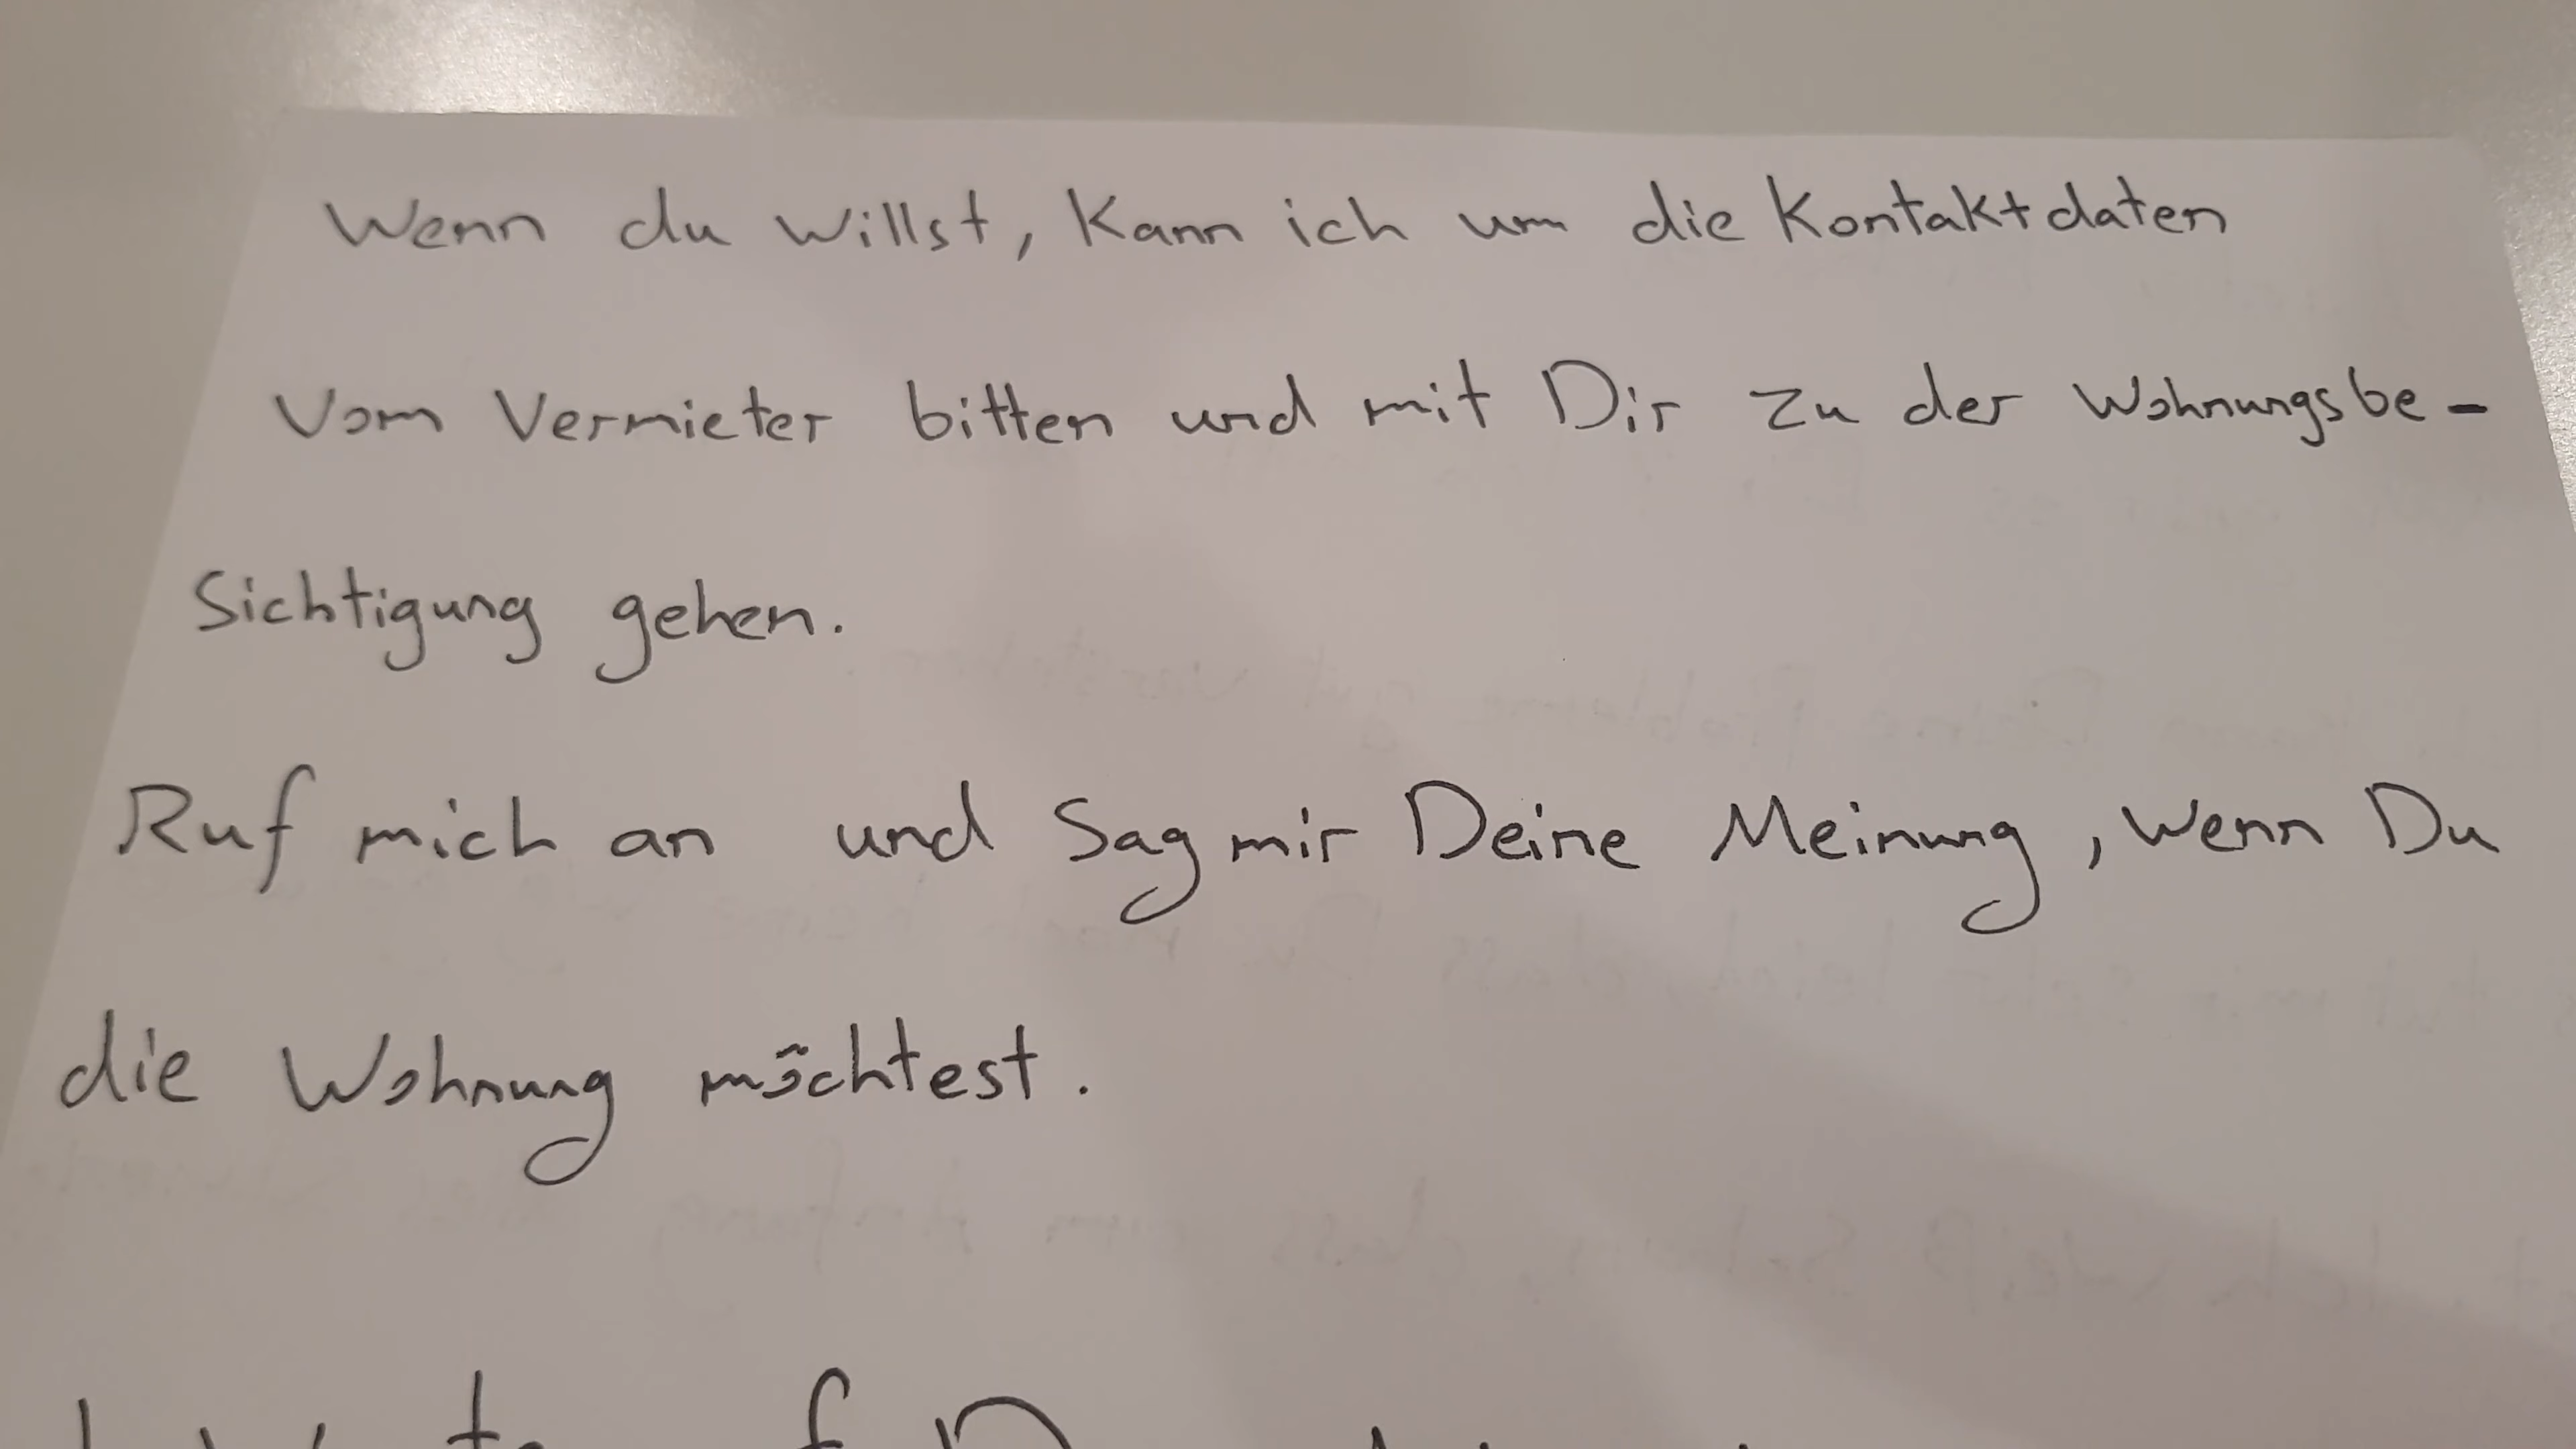 Wenn du willst, kann ich um die Kontaktdaten
vom Vermieter bitten und mit Dir zu der Wohnungsbe-
sichtigung gehen.
Ruf mich an und sag mir Deine Meinung, wenn Du
die Wohnung möchtest.